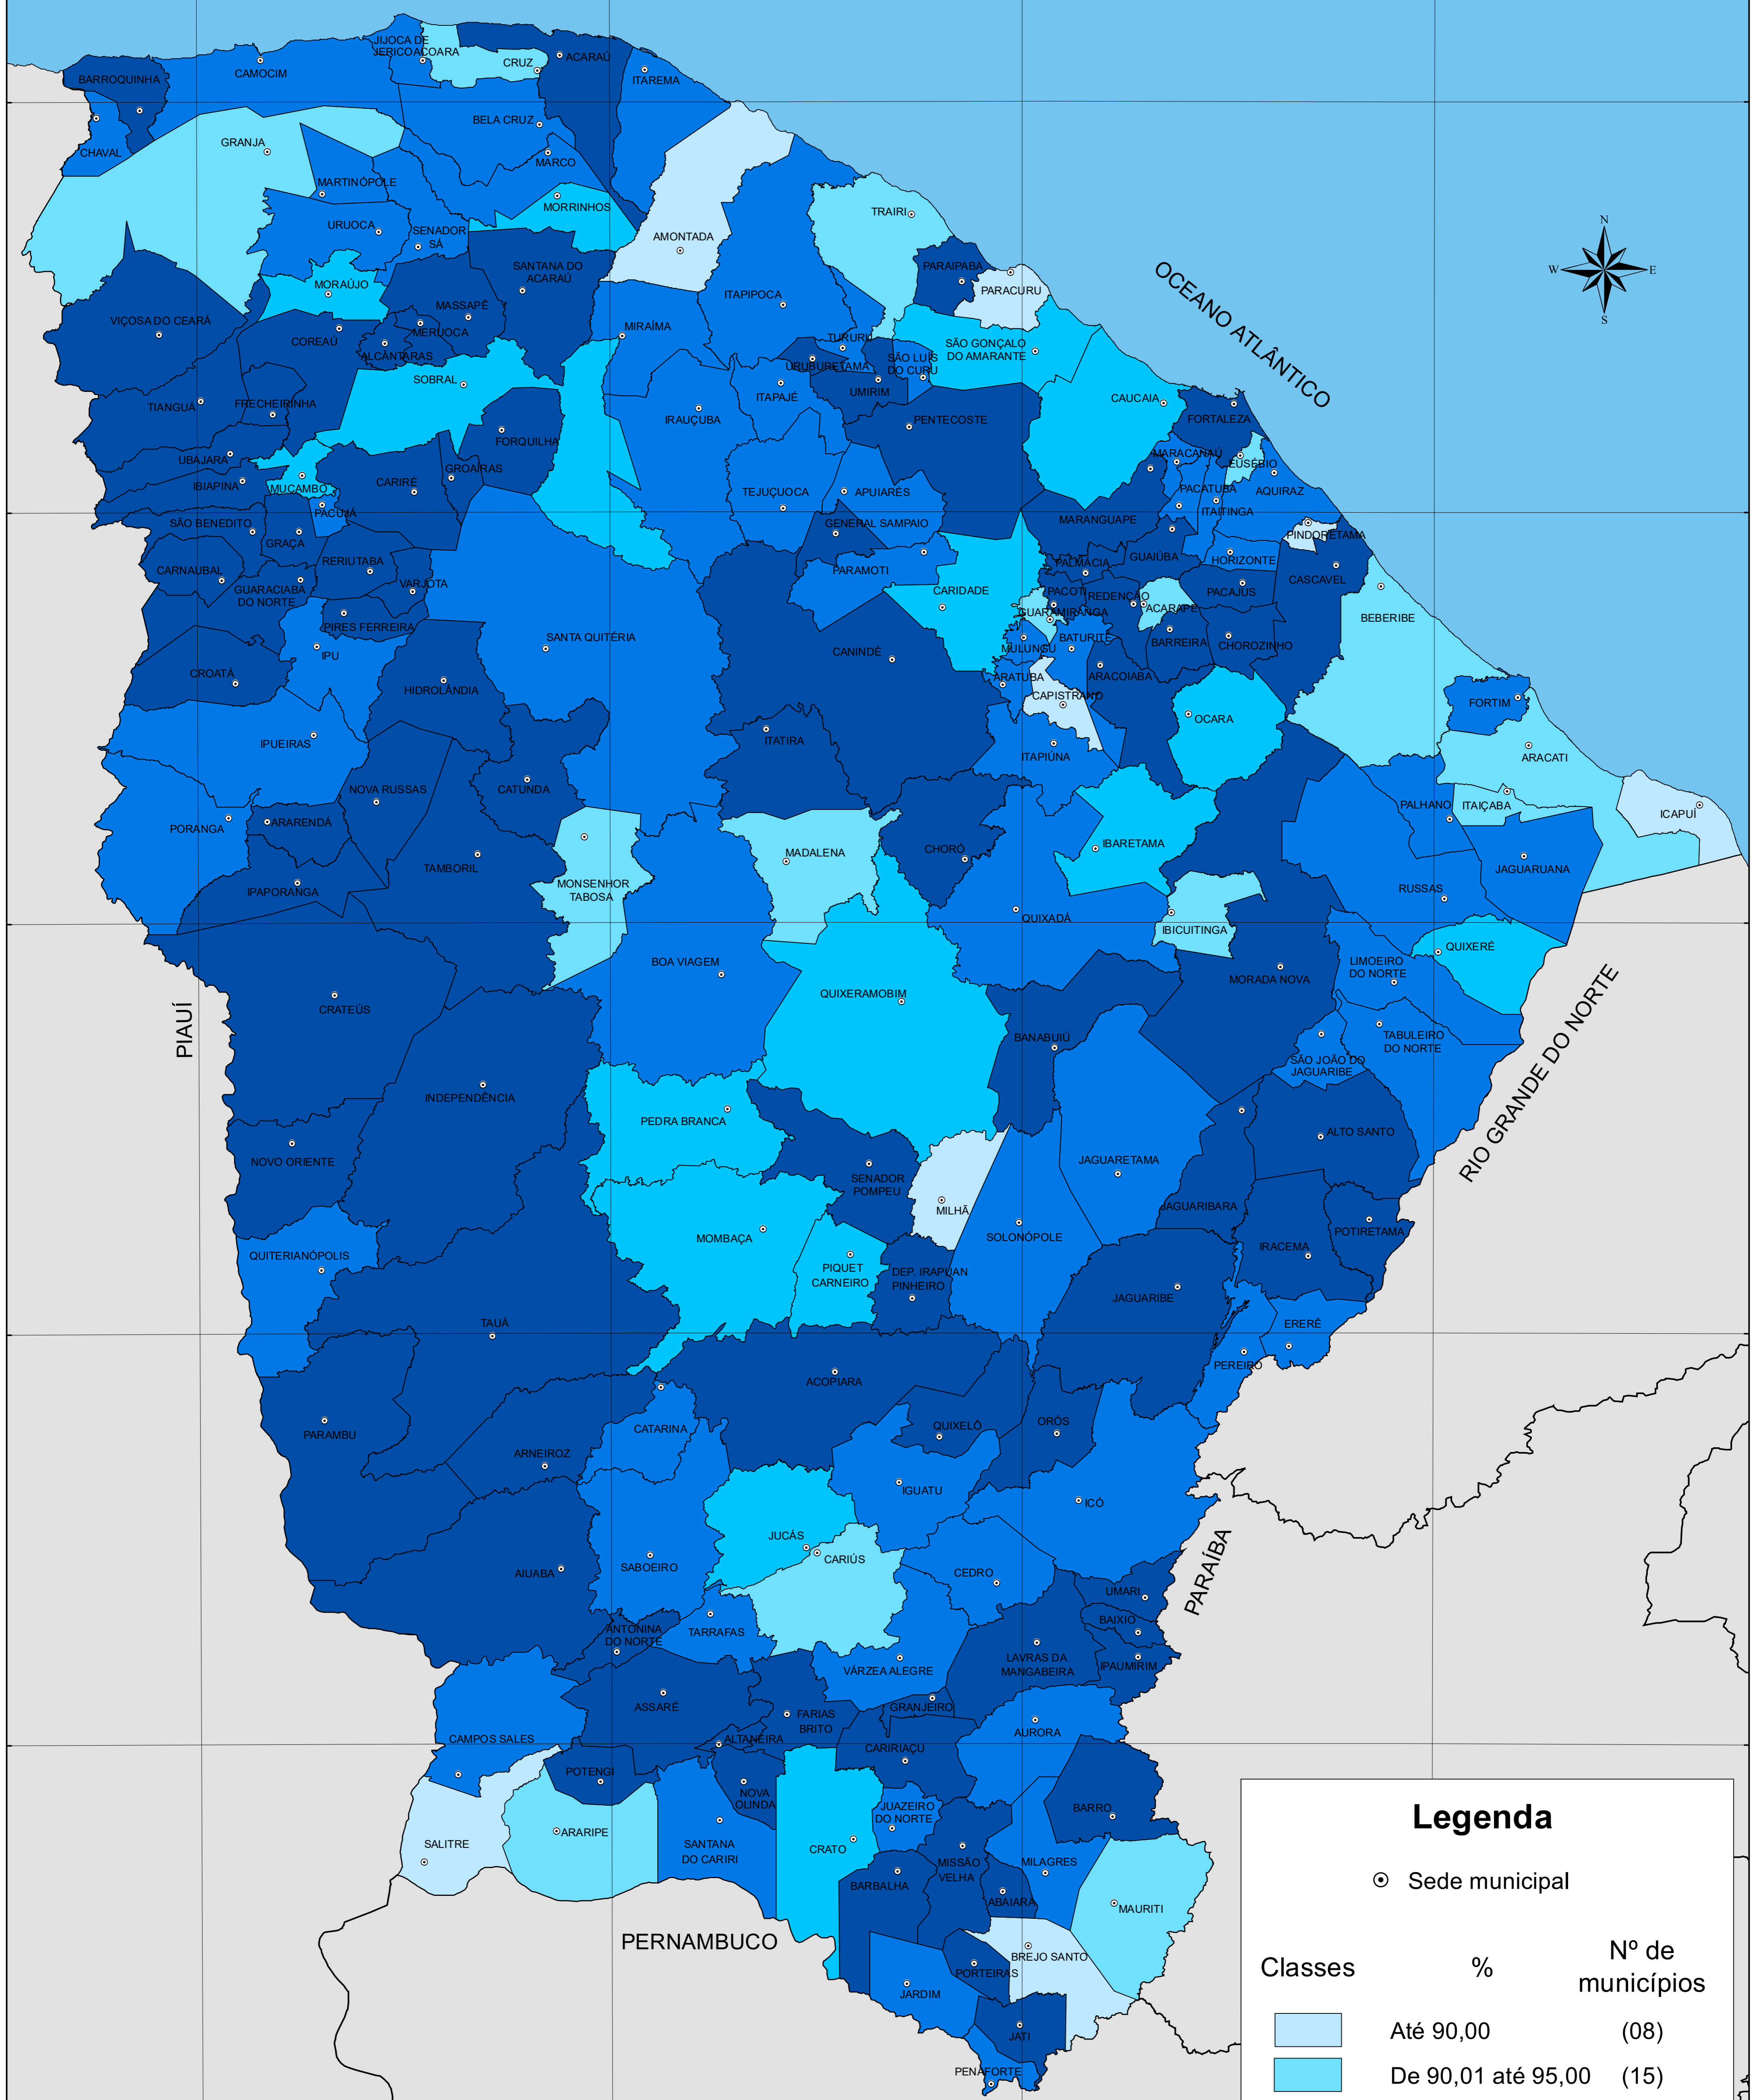 JIJOCA DE
JERICOACOARA
CRUZ
ACARAÚ
BARROQUINHA
CAMOCIM
ITAREMA
BELA CRUZ
CHAVAL
GRANJA
MARCO
MARTINÓPOLE
MORRINHOS
TRAIRI
URUOCA
SENADOR
SÁ
AMONTADA
N
W
E
S
OCEANO ATLÂNTICO
SANTANA DO
ACARAÚ
PARAIPABA
PARACURU
MORAÚJO
ITAPIPOCA
MASSAPÊ
VIÇOSA DO CEARÁ
MIRAÍMA
MERUOCA
COREAÚ
TURURU
SÃO GONÇALO
DO AMARANTE
ALCÂNTARAS
URUBURETAMA
SÃO LUÍS
DO CURU
SOBRAL
UMIRIM
ITAPAJÉ
CAUCAIA
TIANGUÁ
FRECHEIRINHA
IRAUÇUBA
PENTECOSTE
FORTALEZA
FORQUILHA
MARACANAÚ
EUSÉBIO
UBAJARA
GROAÍRAS
IBIAPINA
MUCAMBO
CARIRÉ
TEJUÇUOCA
APUIARÉS
PACATUBA
AQUIRAZ
PACUJÁ
ITAITINGA
SÃO BENEDITO
GENERAL SAMPAIO
MARANGUAPE
PINDORETAMA
GRAÇA
GUAIÚBA
HORIZONTE
RERIUTABA
CARNAUBAL
PARAMOTI
PALMÁCIA
CASCAVEL
GUARACIABA
DO NORTE
VARJOTA
CARIDADE
PACOTI
REDENÇÃO
PACAJUS
GUARAMIRANGA
ACARAPE
BEBERIBE
PIRES FERREIRA
SANTA QUITÉRIA
BATURITÉ
BARREIRA
CHOROZINHO
IPU
CANINDÉ
MULUNGU
CROATÁ
ARATUBA
ARACOIABA
HIDROLÂNDIA
CAPISTRANO
FORTIM
OCARA
IPUEIRAS
ITATIRA
ITAPIÚNA
ARACATI
NOVA RUSSAS
CATUNDA
PALHANO
ITAIÇABA
ICAPUÍ
PORANGA
ARARENDÁ
CHORÓ
IBARETAMA
MADALENA
TAMBORIL
JAGUARUANA
IPAPORANGA
MONSENHOR
TABOSA
RUSSAS
QUIXADÁ
IBICUITINGA
QUIXERÉ
BOA VIAGEM
LIMOEIRO
DO NORTE
MORADA NOVA
QUIXERAMOBIM
CRATEÚS
PIAUÍ
BANABUIÚ
TABULEIRO
DO NORTE
SÃO JOÃO DO
JAGUARIBE
RIO GRANDE DO NORTE
INDEPENDÊNCIA
PEDRA BRANCA
ALTO SANTO
NOVO ORIENTE
JAGUARETAMA
SENADOR
POMPEU
JAGUARIBARA
MILHÃ
POTIRETAMA
MOMBAÇA
SOLONÓPOLE
IRACEMA
QUITERIANÓPOLIS
PIQUET
CARNEIRO
DEP. IRAPUAN
PINHEIRO
JAGUARIBE
TAUÁ
ERERÊ
PEREIRO
ACOPIARA
PARAMBU
CATARINA
QUIXELÔ
ORÓS
ARNEIROZ
IGUATU
ICÓ
JUCÁS
CARIÚS
PARAÍBA
AIUABA
SABOEIRO
CEDRO
UMARI
BAIXIO
ANTONINA
DO NORTE
TARRAFAS
LAVRAS DA
MANGABEIRA
IPAUMIRIM
VÁRZEA ALEGRE
ASSARÉ
FARIAS
BRITO
GRANJEIRO
AURORA
CAMPOS SALES
ALTANEIRA
CARIRIAÇU
POTENGI
NOVA
OLINDA
JUAZEIRO
DO NORTE
BARRO
ARARIPE
SALITRE
SANTANA
DO CARIRI
CRATO
MISSÃO
VELHA
MILAGRES
BARBALHA
ABAIARA
MAURITI
PERNAMBUCO
BREJO SANTO
PORTEIRAS
JARDIM
JATI
PENAFORTE
Legenda
Sede municipal
Classes
%
Nº de
municípios
Até 90,00
(08)
De 90,01 até 95,00
(15)